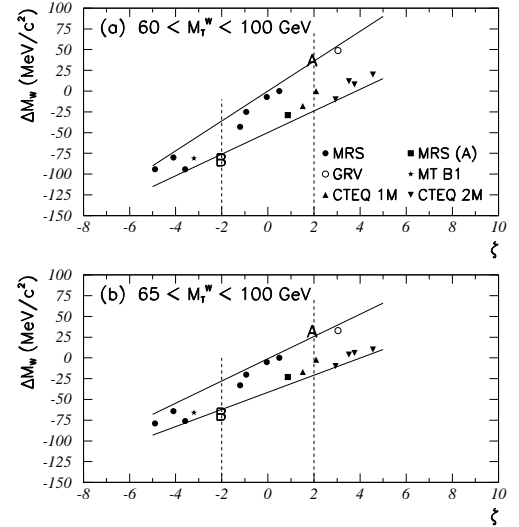 100
75
50
25
0
-25
-50
-75
-100
-125
-150
ΔM_W (MeV/c²)
(a) 60 < M_T^W < 100 GeV
A
B
● MRS ■ MRS (A)
○ GRV ★ MT B1
▲ CTEQ 1M ▼ CTEQ 2M
-8 -6 -4 -2 0 2 4 6 8 10
ζ
100
75
50
25
0
-25
-50
-75
-100
-125
-150
ΔM_W (MeV/c²)
(b) 65 < M_T^W < 100 GeV
A
B
-8 -6 -4 -2 0 2 4 6 8 10
ζ